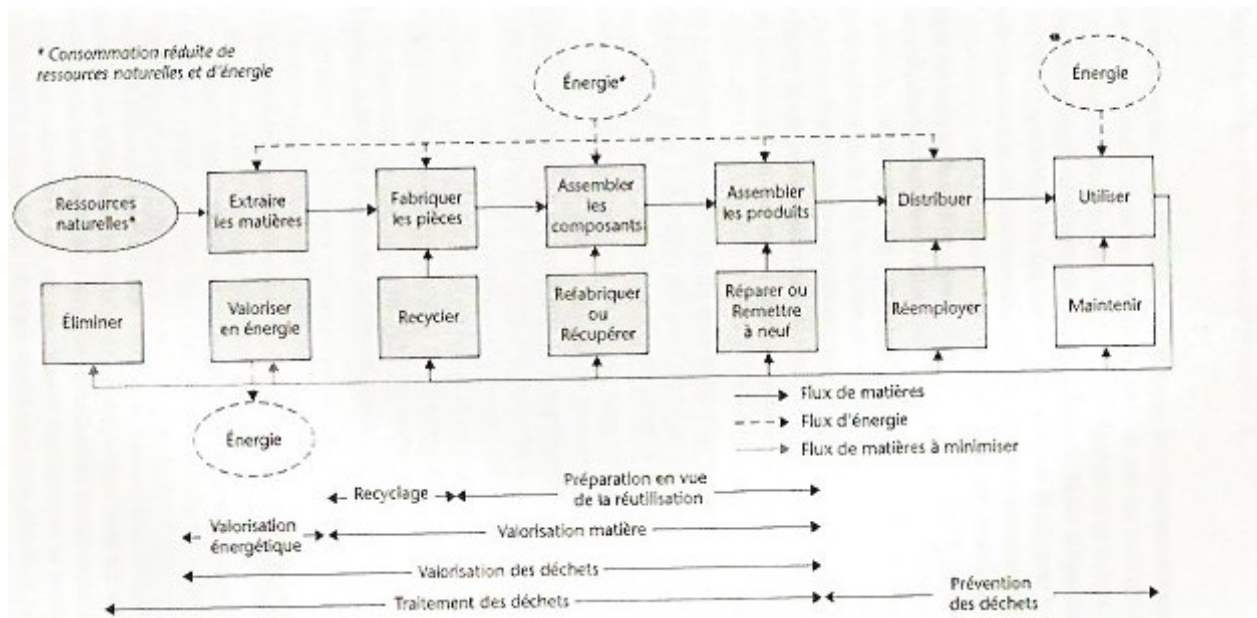 * Consommation réduite de
ressources naturelles et d'énergie
Énergie*
Énergie
Ressources
naturelles*
Extraire
les matières
Fabriquer
les pièces
Assembler
les
composants
Assembler
les produits
Distribuer
Utiliser
Éliminer
Valoriser
en énergie
Recycler
Refabriquer
ou
Récupérer
Réparer ou
Remettre
à neuf
Réemployer
Maintenir
Énergie
Flux de matières
Flux d'énergie
Flux de matières à minimiser
Recyclage
Préparation en vue
de la réutilisation
Valorisation
énergétique
Valorisation matière
Valorisation des déchets
Traitement des déchets
Prévention
des déchets